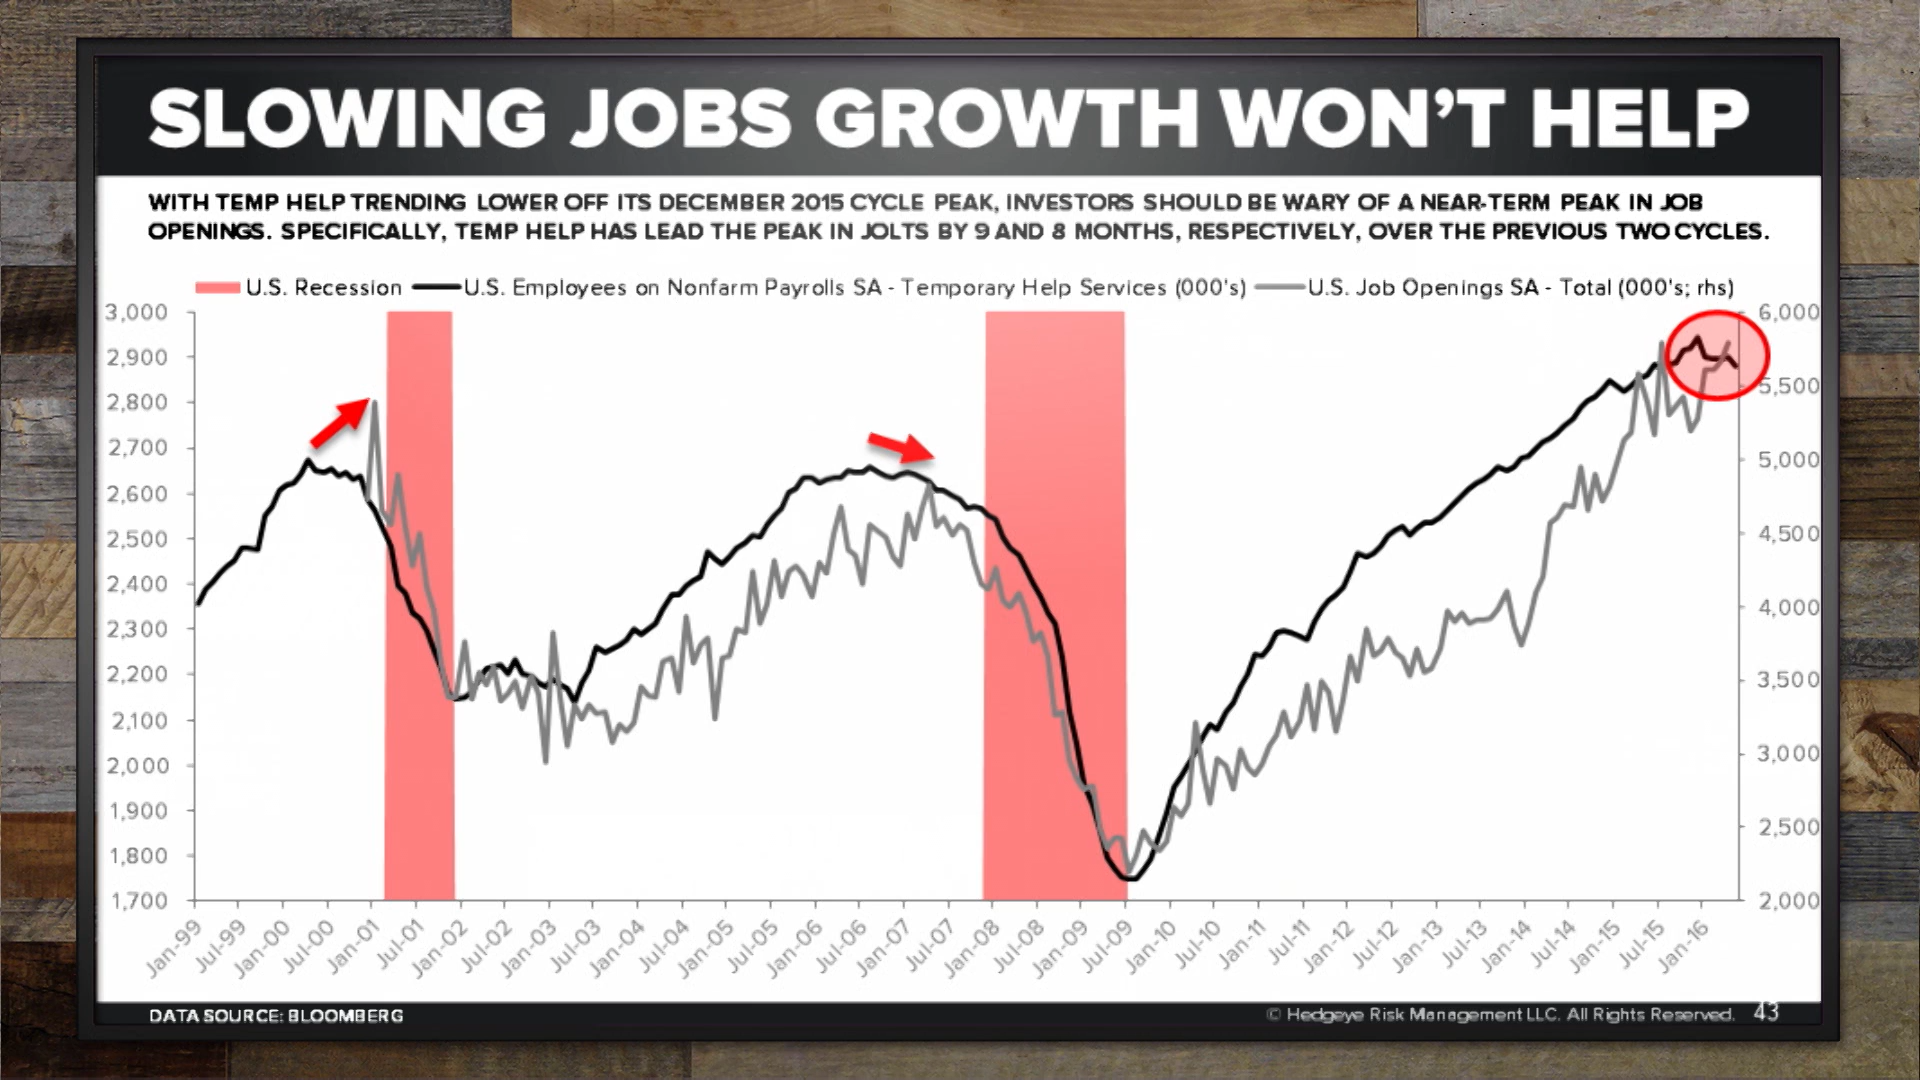 SLOWING JOBS GROWTH WON'T HELP
WITH TEMP HELP TRENDING LOWER OFF ITS DECEMBER 2015 CYCLE PEAK, INVESTORS SHOULD BE WARY OF A NEAR-TERM PEAK IN JOB
OPENINGS. SPECIFICALLY, TEMP HELP HAS LEAD THE PEAK IN JOLTS BY 9 AND 8 MONTHS, RESPECTIVELY, OVER THE PREVIOUS TWO CYCLES.
U.S. Recession U.S. Employees on Nonfarm Payrolls SA - Temporary Help Services (000's) U.S. Job Openings SA - Total (000's; rhs)
3,000 6,000
2,900
2,800 5,500
2,700
2,600 5,000
2,500 4,500
2,400
2,300 4,000
2,200 3,500
2,100
2,000 3,000
1,900
1,800 2,500
1,700 2,000
Jan-99 Jul-99 Jan-00 Jul-00 Jan-01 Jul-01 Jan-02 Jul-02 Jan-03 Jul-03 Jan-04 Jul-04 Jan-05 Jul-05 Jan-06 Jul-06 Jan-07 Jul-07 Jan-08 Jul-08 Jan-09 Jul-09 Jan-10 Jul-10 Jan-11 Jul-11 Jan-12 Jul-12 Jan-13 Jul-13 Jan-14 Jul-14 Jan-15 Jul-15 Jan-16
DATA SOURCE: BLOOMBERG © Hedgeye Risk Management LLC. All Rights Reserved. 43